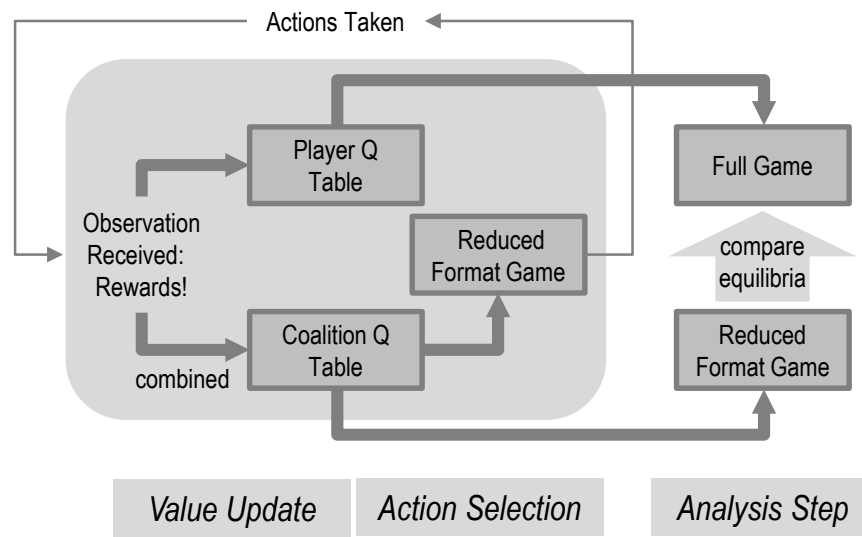 Actions Taken
Player Q
Table
Full Game
Observation
Received:
Rewards!
Reduced
Format Game
compare
equilibria
Coalition Q
Table
combined
Reduced
Format Game
Value Update
Action Selection
Analysis Step